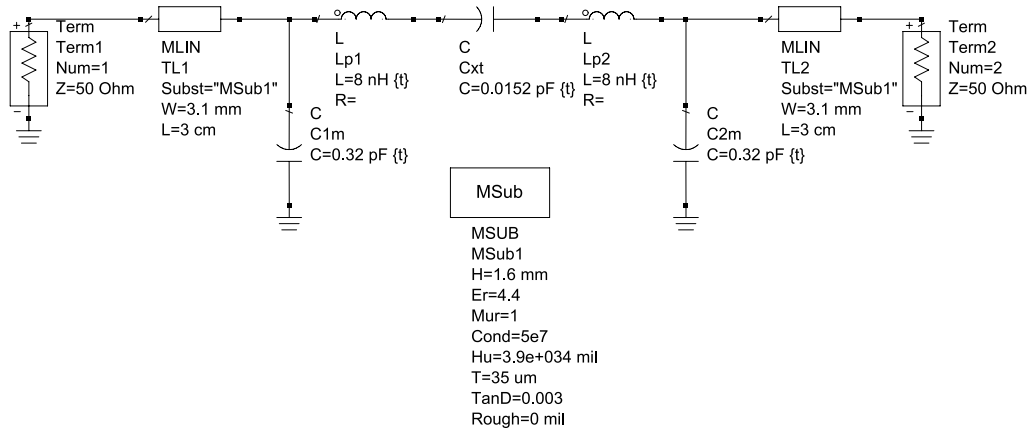 +
Term
Term1
Num=1
Z=50 Ohm
−
MLIN
TL1
Subst="MSub1"
W=3.1 mm
L=3 cm
C
C1m
C=0.32 pF {t}
L
Lp1
L=8 nH {t}
R=
C
Cxt
C=0.0152 pF {t}
L
Lp2
L=8 nH {t}
R=
C
C2m
C=0.32 pF {t}
MLIN
TL2
Subst="MSub1"
W=3.1 mm
L=3 cm
+
Term
Term2
Num=2
Z=50 Ohm
−
MSub
MSUB
MSub1
H=1.6 mm
Er=4.4
Mur=1
Cond=5e7
Hu=3.9e+034 mil
T=35 um
TanD=0.003
Rough=0 mil